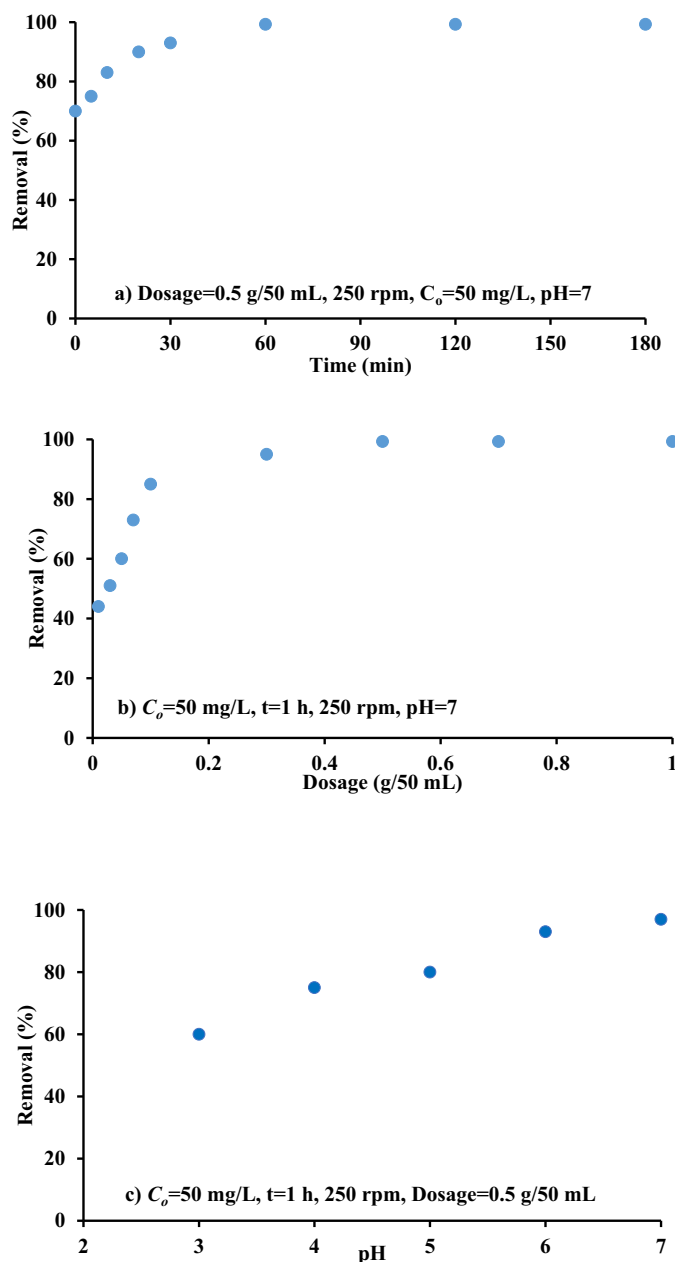 100
80
60
40
20
0
Removal (%)
a) Dosage=0.5 g/50 mL, 250 rpm, Cₒ=50 mg/L, pH=7
0 30 60 90 120 150 180
Time (min)
100
80
60
40
20
0
Removal (%)
b) Cₒ=50 mg/L, t=1 h, 250 rpm, pH=7
0 0.2 0.4 0.6 0.8 1
Dosage (g/50 mL)
100
80
60
40
20
0
Removal (%)
c) Cₒ=50 mg/L, t=1 h, 250 rpm, Dosage=0.5 g/50 mL
2 3 4 5 6 7
pH